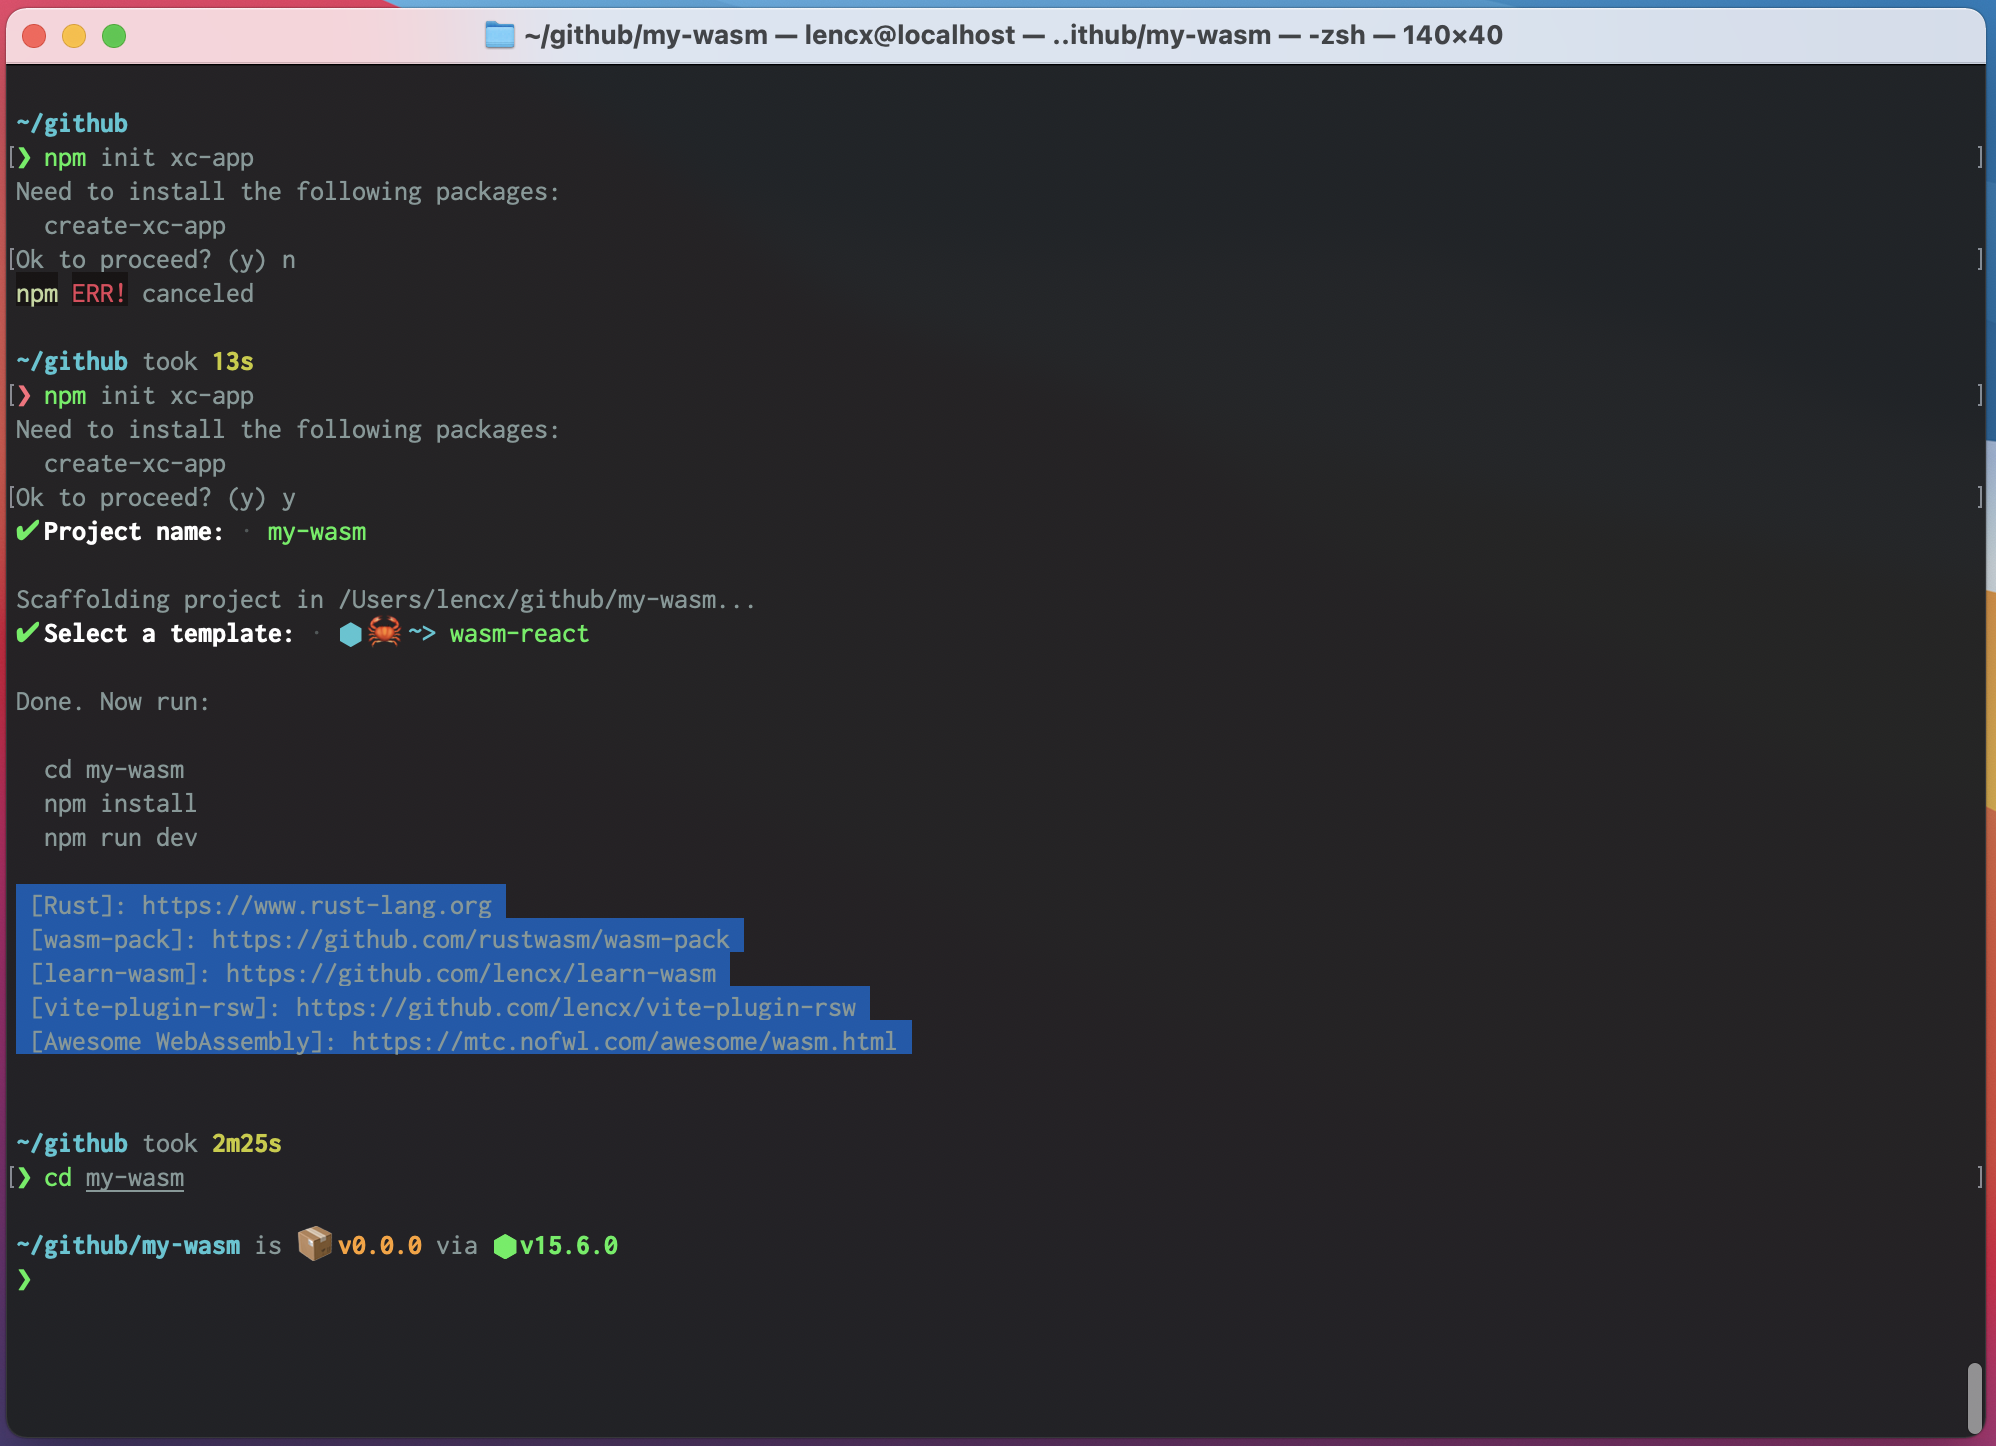 ~/github/my-wasm — lencx@localhost — ..ithub/my-wasm — -zsh — 140×40
~/github
[❯ npm init xc-app ]
Need to install the following packages:
  create-xc-app
[Ok to proceed? (y) n ]
npm ERR! canceled
~/github took 13s
[❯ npm init xc-app ]
Need to install the following packages:
  create-xc-app
[Ok to proceed? (y) y ]
✔ Project name: · my-wasm
Scaffolding project in /Users/lencx/github/my-wasm...
✔ Select a template: · ⬢ 🦀 ~> wasm-react
Done. Now run:
  cd my-wasm
  npm install
  npm run dev
[Rust]: https://www.rust-lang.org
[wasm-pack]: https://github.com/rustwasm/wasm-pack
[learn-wasm]: https://github.com/lencx/learn-wasm
[vite-plugin-rsw]: https://github.com/lencx/vite-plugin-rsw
[Awesome WebAssembly]: https://mtc.nofwl.com/awesome/wasm.html
~/github took 2m25s
[❯ cd my-wasm ]
~/github/my-wasm is 📦 v0.0.0 via ⬢ v15.6.0
❯